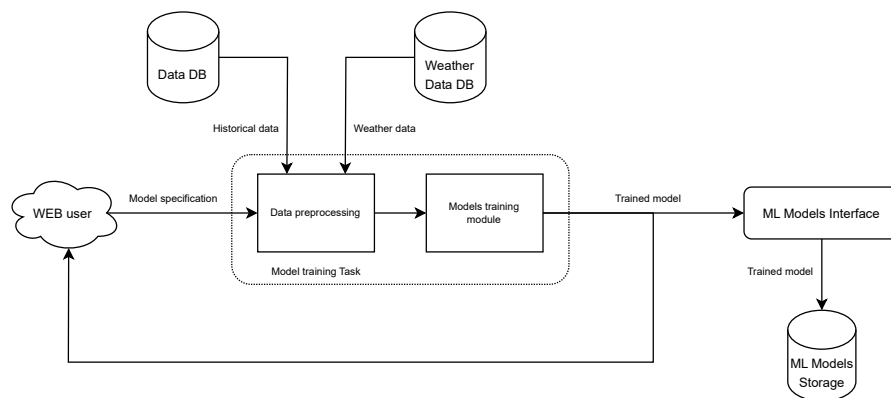 Data DB
Weather
Data DB
Historical data
Weather data
WEB user
Model specification
Data preprocessing
Models training
module
Trained model
ML Models Interface
Model training Task
Trained model
ML Models
Storage